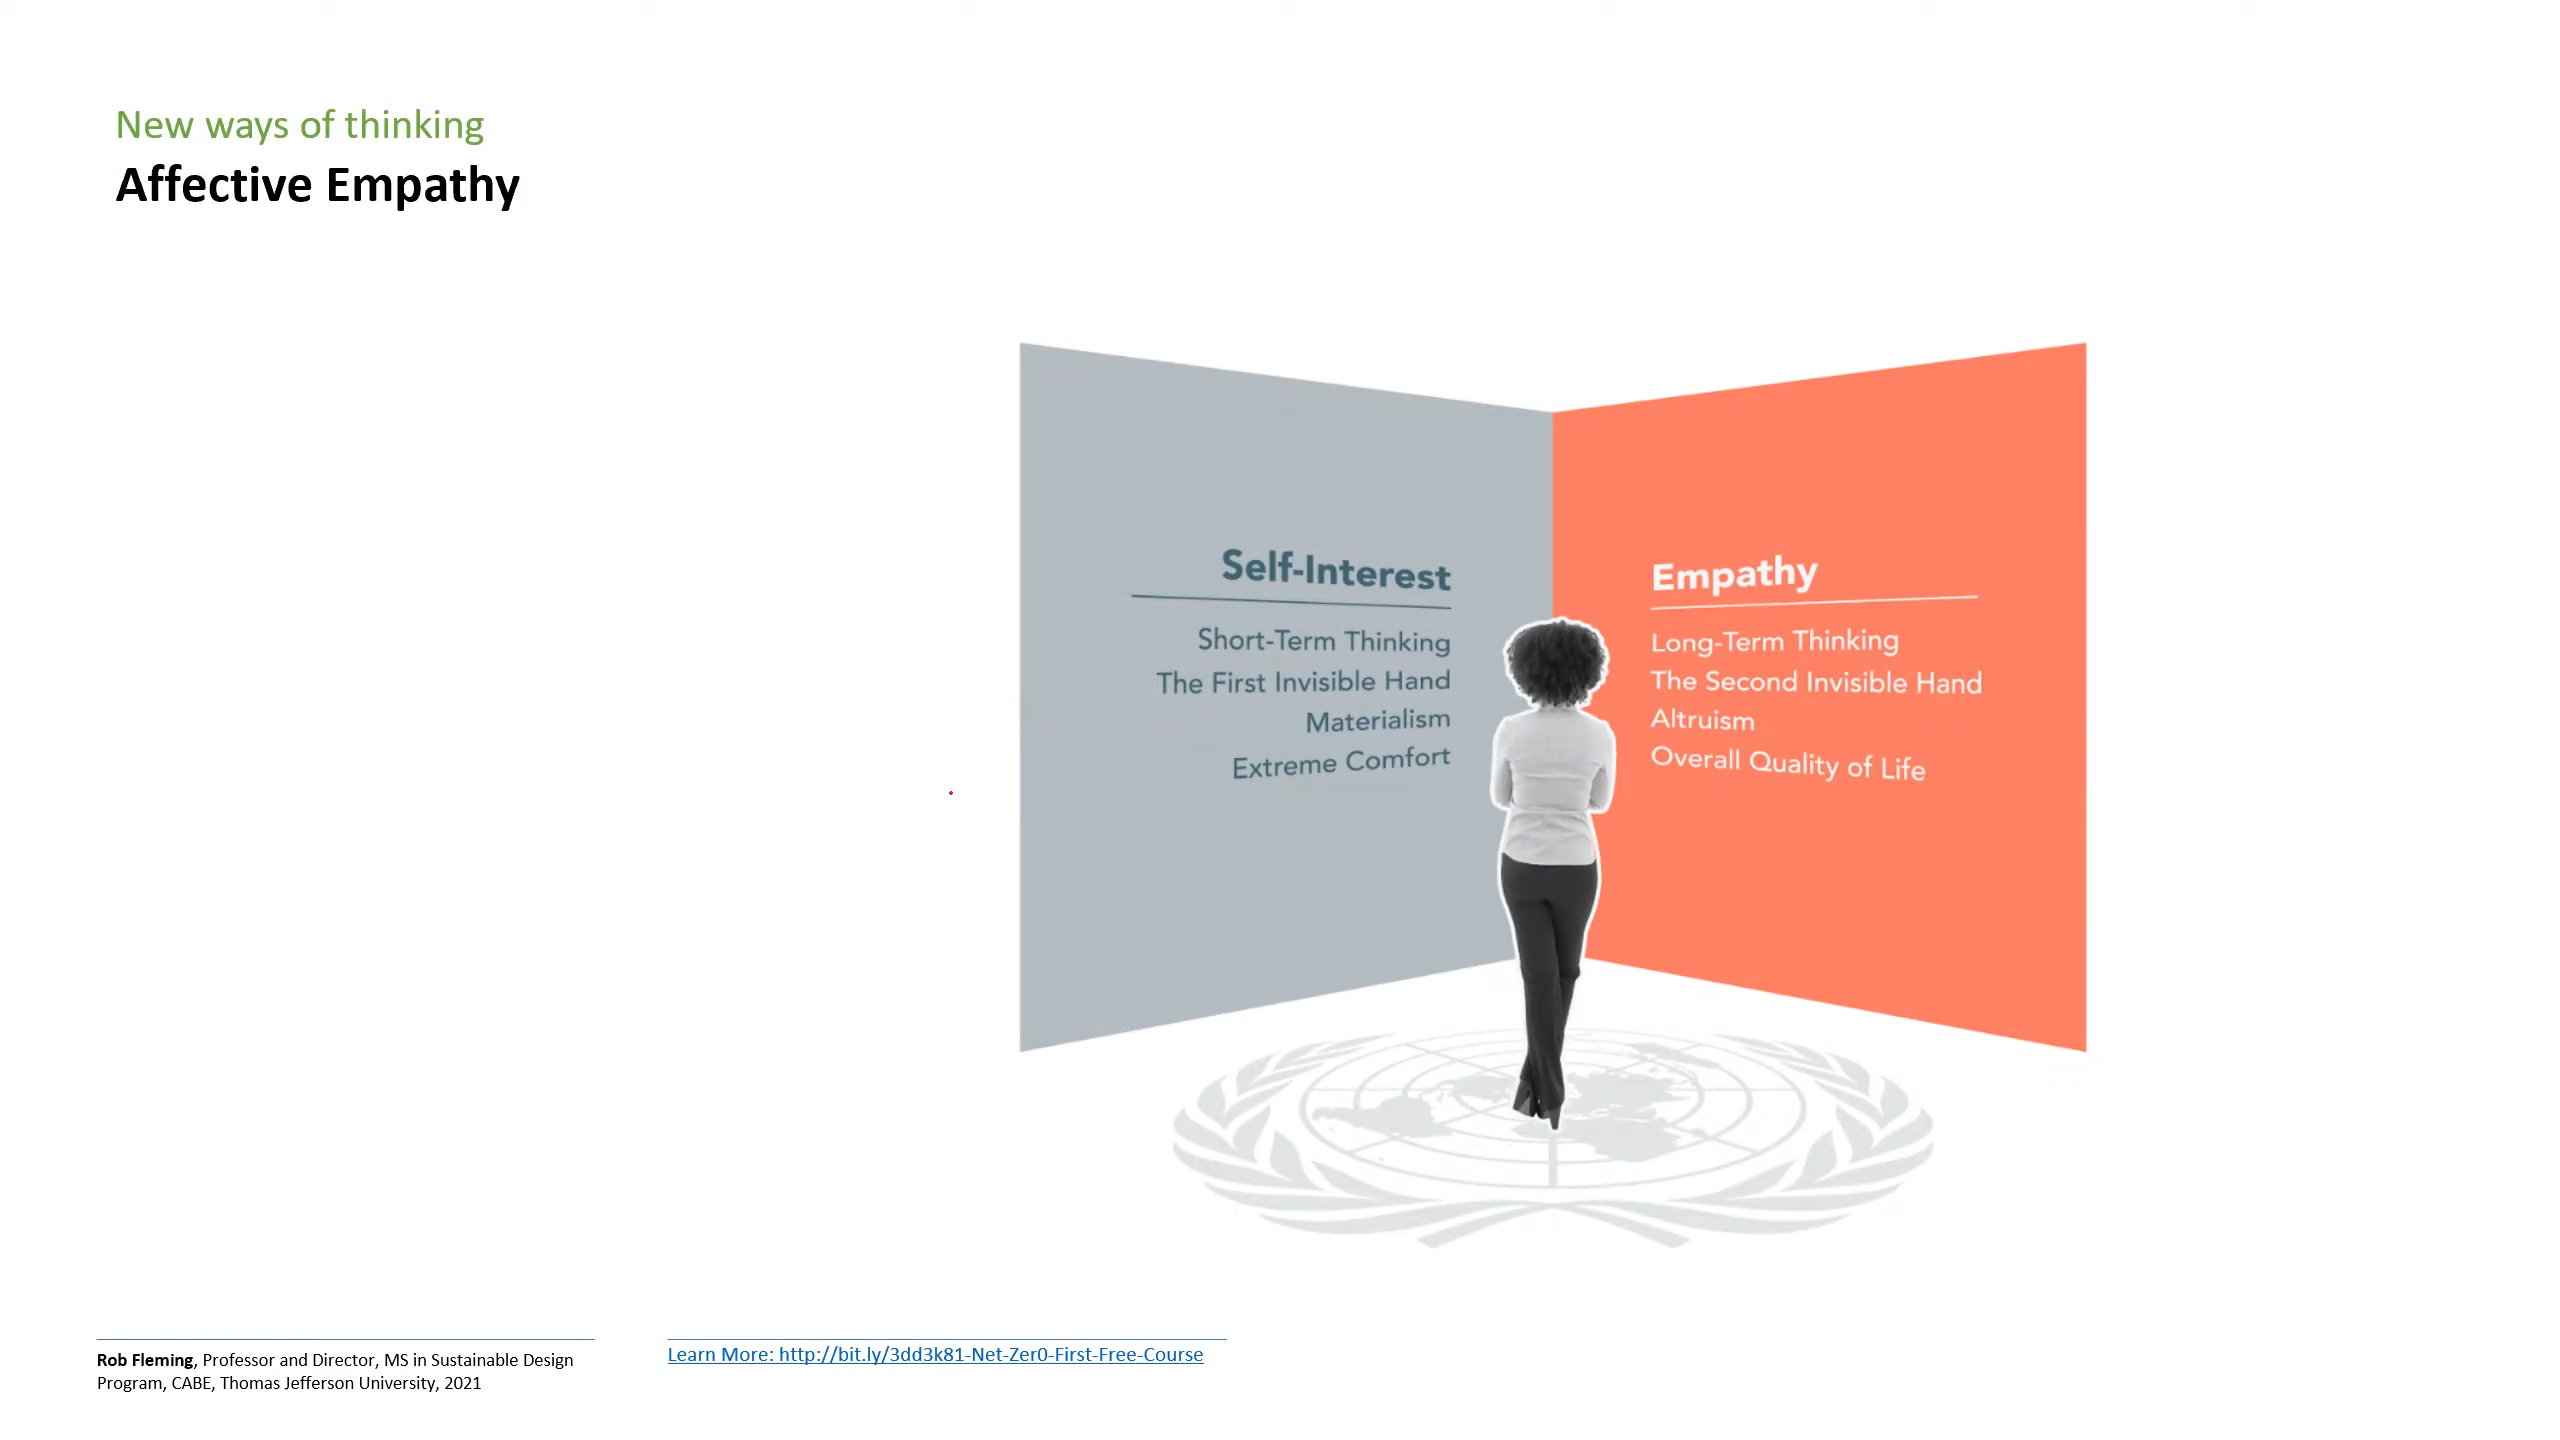 New ways of thinking
Affective Empathy
Self-Interest
Short-Term Thinking
The First Invisible Hand
Materialism
Extreme Comfort
Empathy
Long-Term Thinking
The Second Invisible Hand
Altruism
Overall Quality of Life
Rob Fleming, Professor and Director, MS in Sustainable Design
Program, CABE, Thomas Jefferson University, 2021
Learn More: http://bit.ly/3dd3k81-Net-Zer0-First-Free-Course